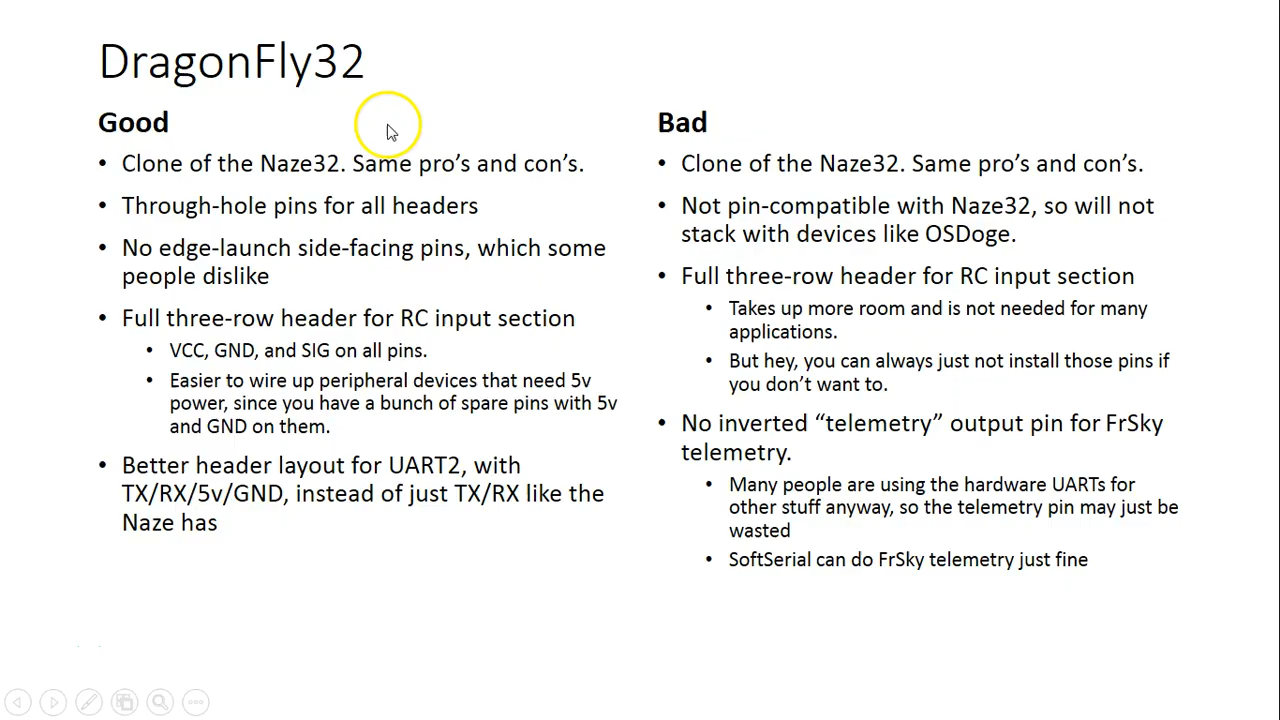 DragonFly32
Good
• Clone of the Naze32. Same pro’s and con’s.
• Through-hole pins for all headers
• No edge-launch side-facing pins, which some
people dislike
• Full three-row header for RC input section
• VCC, GND, and SIG on all pins.
• Easier to wire up peripheral devices that need 5v
power, since you have a bunch of spare pins with 5v
and GND on them.
• Better header layout for UART2, with
TX/RX/5v/GND, instead of just TX/RX like the
Naze has
Bad
• Clone of the Naze32. Same pro’s and con’s.
• Not pin-compatible with Naze32, so will not
stack with devices like OSDoge.
• Full three-row header for RC input section
• Takes up more room and is not needed for many
applications.
• But hey, you can always just not install those pins if
you don’t want to.
• No inverted “telemetry” output pin for FrSky
telemetry.
• Many people are using the hardware UARTs for
other stuff anyway, so the telemetry pin may just be
wasted
• SoftSerial can do FrSky telemetry just fine